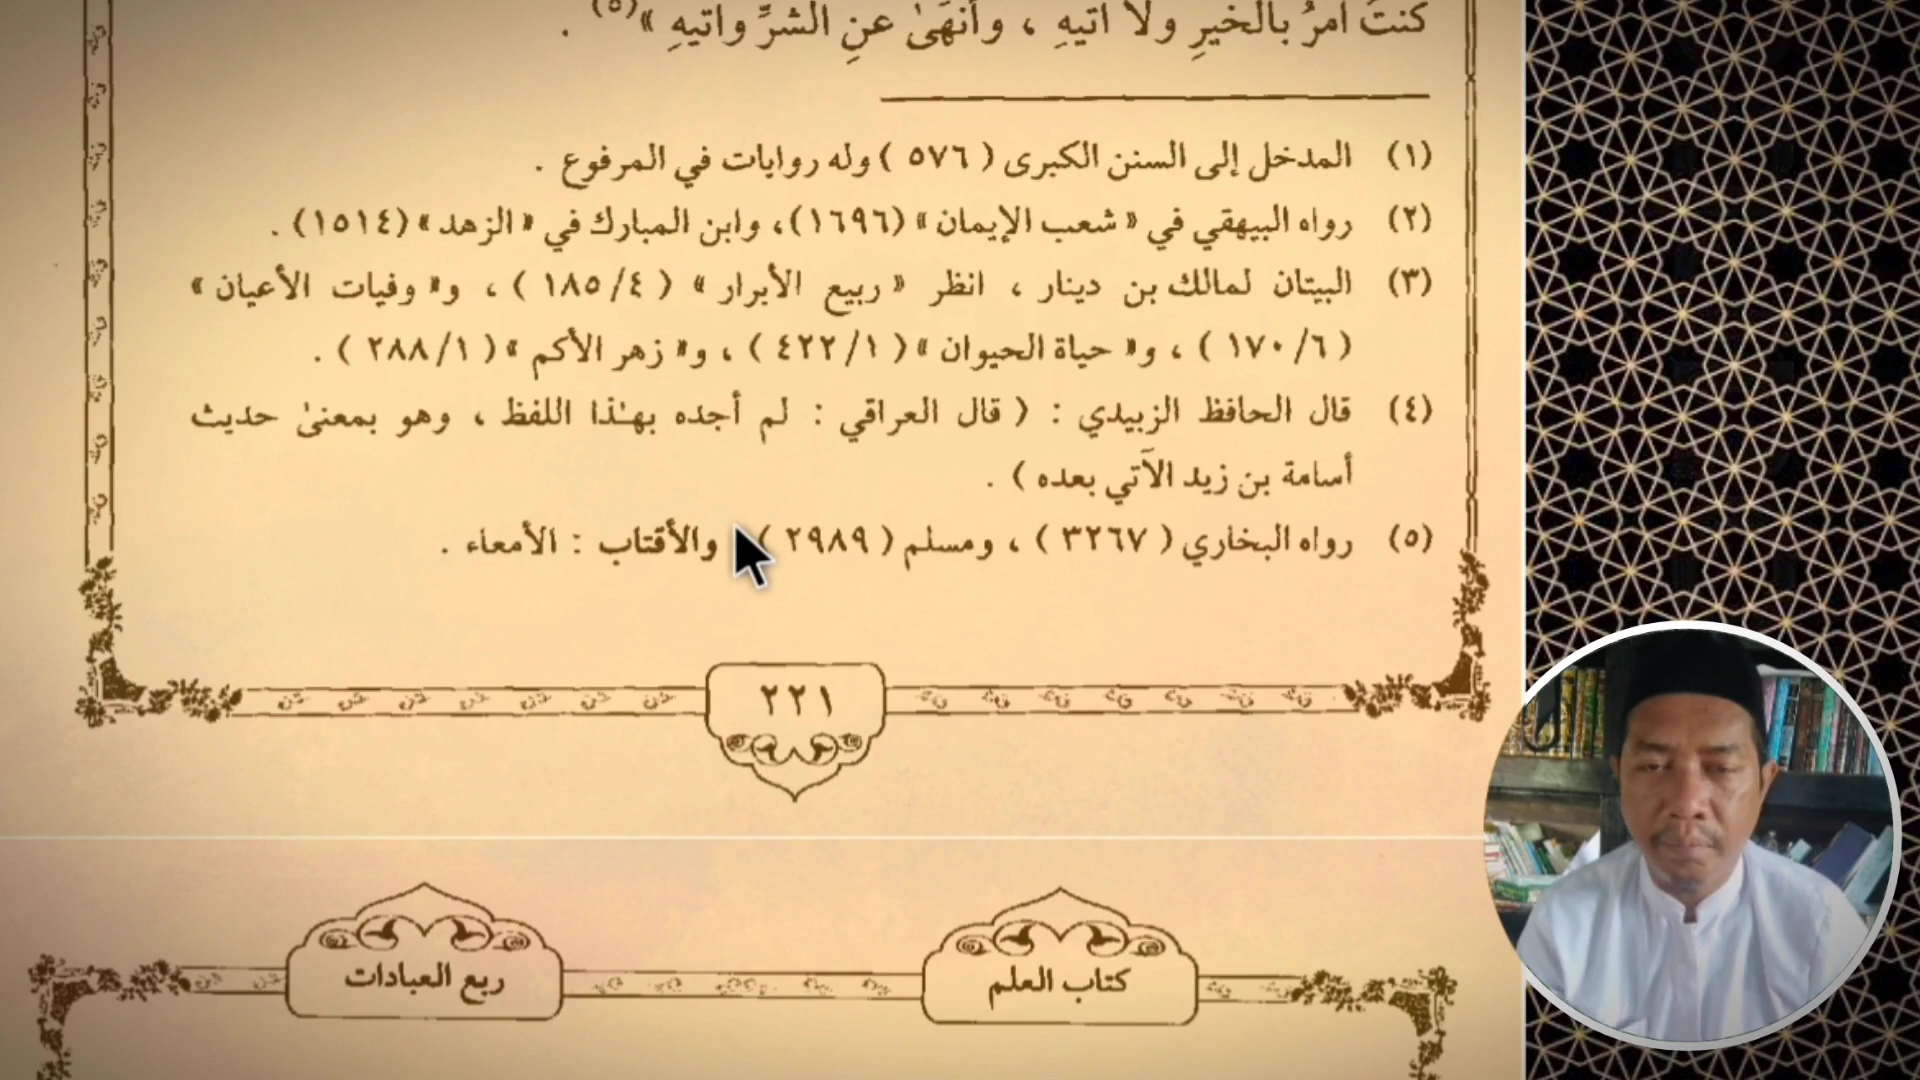 كنتُ آمرُ بالخيرِ ولا آتيهِ ، وأنهَىٰ عنِ الشرِّ وآتيهِ »(٥) .
(١) المدخل إلى السنن الكبرى ( ٥٧٦ ) وله روايات في المرفوع .
(٢) رواه البيهقي في « شعب الإيمان » (١٦٩٦)، وابن المبارك في « الزهد » (١٥١٤) .
(٣) البيتان لمالك بن دينار ، انظر « ربيع الأبرار » ( ٤/ ١٨٥ ) ، و« وفيات الأعيان »
( ٦/ ١٧٠ ) ، و« حياة الحيوان » ( ١/ ٤٢٢ ) ، و« زهر الأكم » ( ١/ ٢٨٨ ) .
(٤) قال الحافظ الزبيدي : ( قال العراقي : لم أجده بهـٰذا اللفظ ، وهو بمعنىٰ حديث
أسامة بن زيد الآتي بعده ) .
(٥) رواه البخاري ( ٣٢٦٧ ) ، ومسلم ( ٢٩٨٩ ) والأقتاب : الأمعاء .
٢٢١
كتاب العلم
ربع العبادات